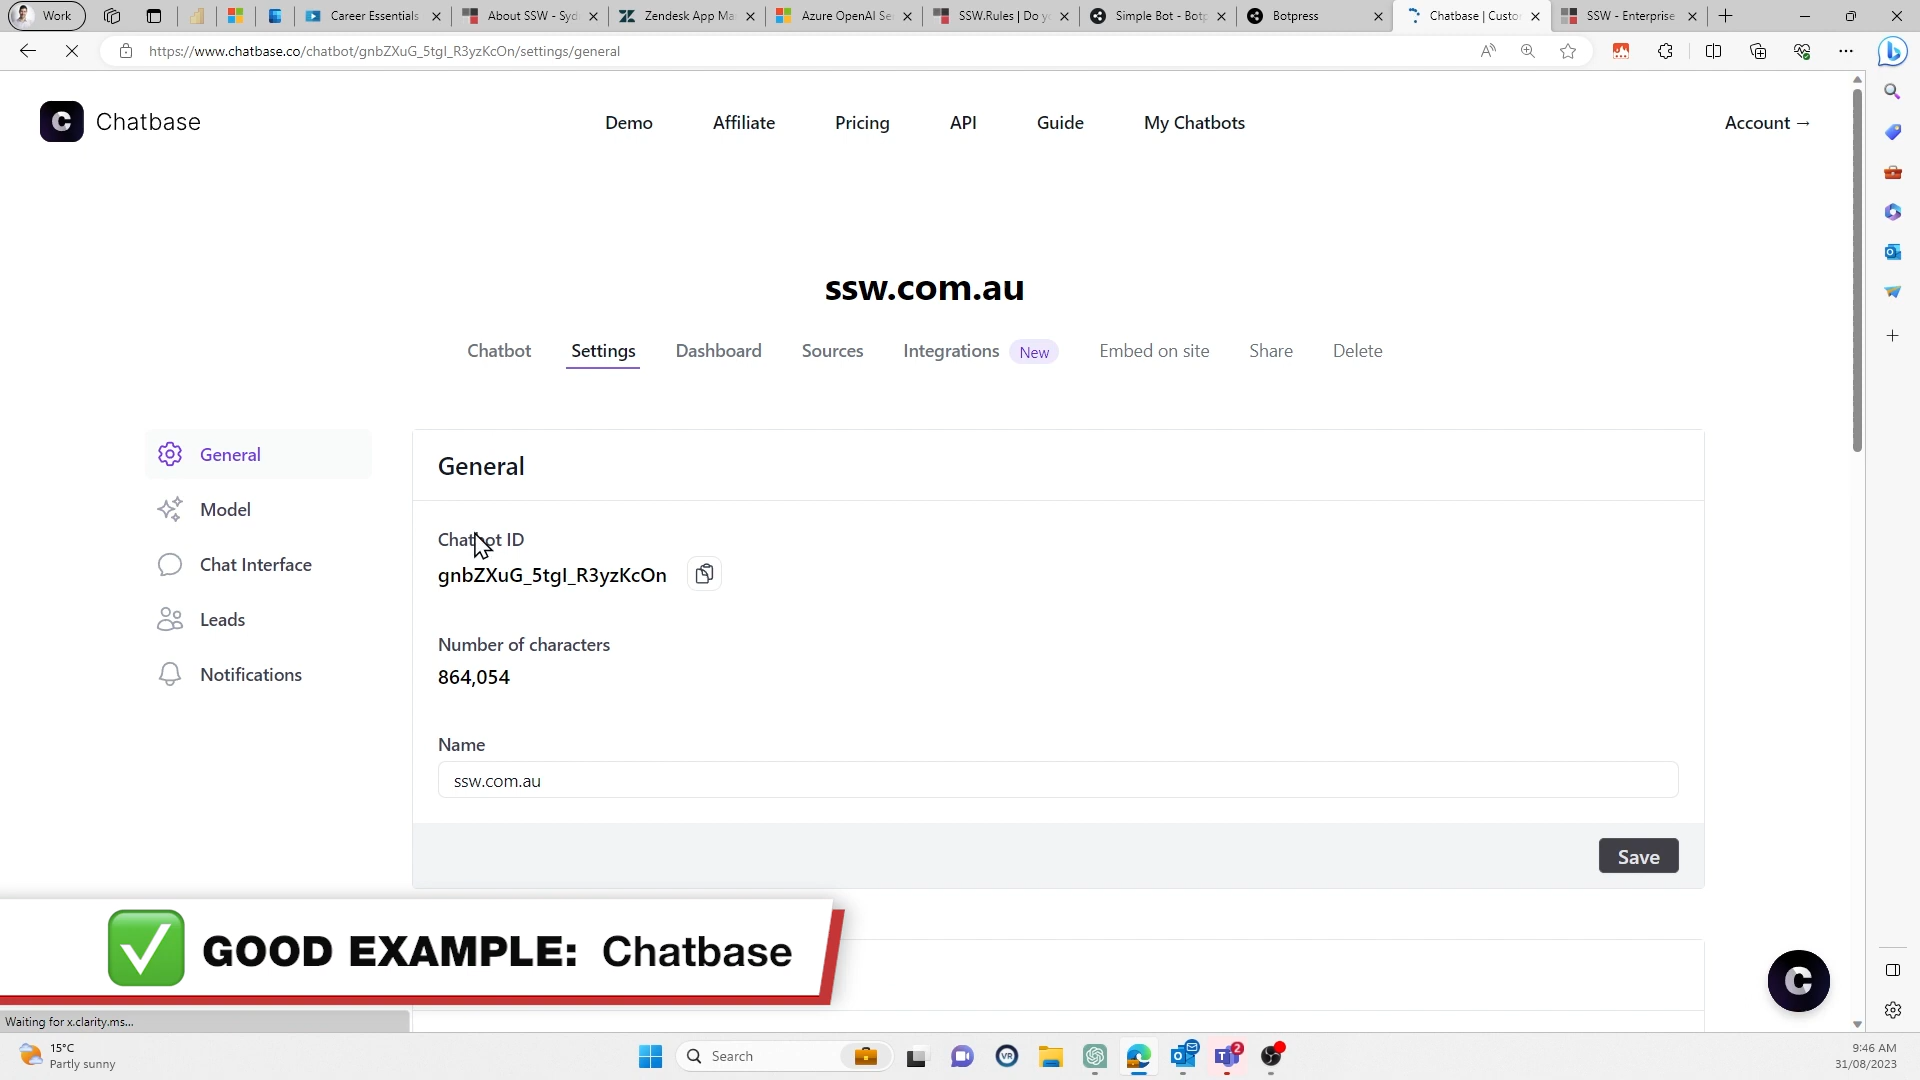 Work
Career Essentials
About SSW - Syd
Zendesk App Ma
Azure OpenAI Se
SSW.Rules | Do y
Simple Bot - Botp
Botpress
Chatbase | Custo
SSW - Enterprise
https://www.chatbase.co/chatbot/gnbZXuG_5tgI_R3yzKcOn/settings/general
C Chatbase
Demo
Affiliate
Pricing
API
Guide
My Chatbots
Account →
ssw.com.au
Chatbot
Settings
Dashboard
Sources
Integrations New
Embed on site
Share
Delete
General
Model
Chat Interface
Leads
Notifications
General
Chatbot ID
gnbZXuG_5tgI_R3yzKcOn
Number of characters
864,054
Name
ssw.com.au
Save
GOOD EXAMPLE: Chatbase
C
Waiting for x.clarity.ms...
15°C
Partly sunny
Search
VR
2
9:46 AM
31/08/2023